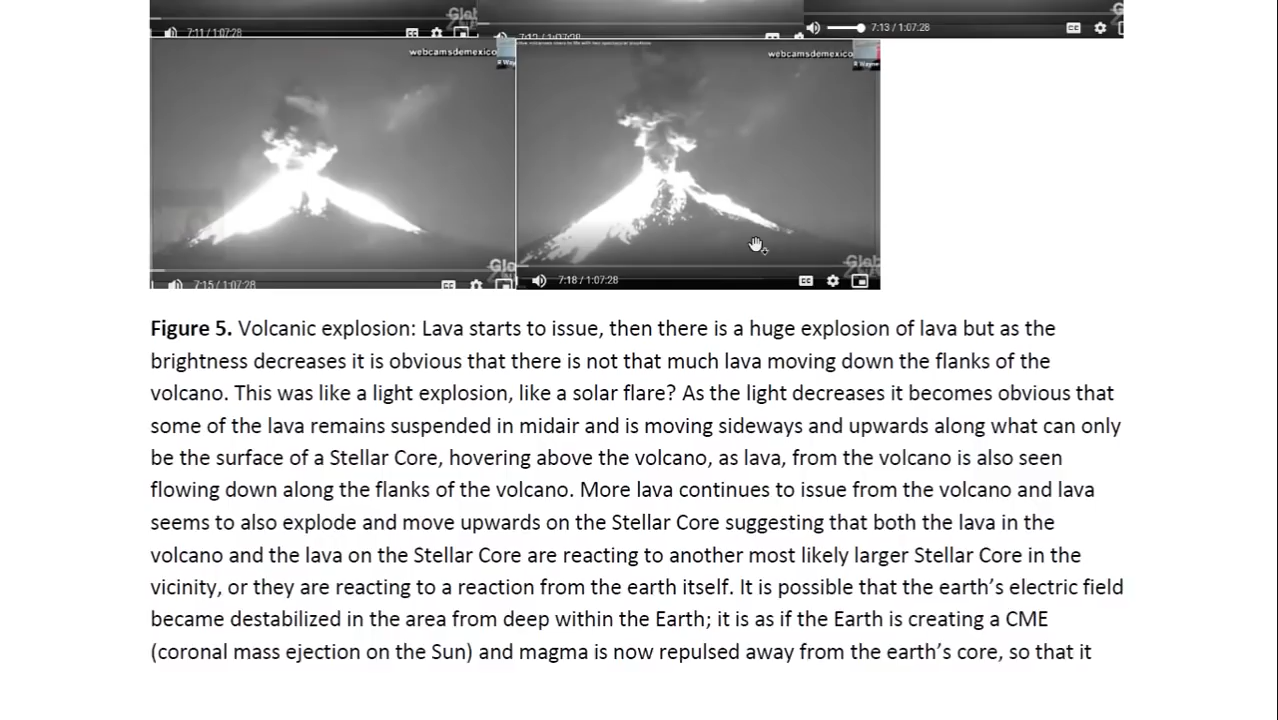 7:11 / 1:07:28
7:13 / 1:07:28
webcamsdemexico
webcamsdemexico
R Wayne
7:15 / 1:07:28
7:18 / 1:07:28
Figure 5. Volcanic explosion: Lava starts to issue, then there is a huge explosion of lava but as the
brightness decreases it is obvious that there is not that much lava moving down the flanks of the
volcano. This was like a light explosion, like a solar flare? As the light decreases it becomes obvious that
some of the lava remains suspended in midair and is moving sideways and upwards along what can only
be the surface of a Stellar Core, hovering above the volcano, as lava, from the volcano is also seen
flowing down along the flanks of the volcano. More lava continues to issue from the volcano and lava
seems to also explode and move upwards on the Stellar Core suggesting that both the lava in the
volcano and the lava on the Stellar Core are reacting to another most likely larger Stellar Core in the
vicinity, or they are reacting to a reaction from the earth itself. It is possible that the earth’s electric field
became destabilized in the area from deep within the Earth; it is as if the Earth is creating a CME
(coronal mass ejection on the Sun) and magma is now repulsed away from the earth’s core, so that it